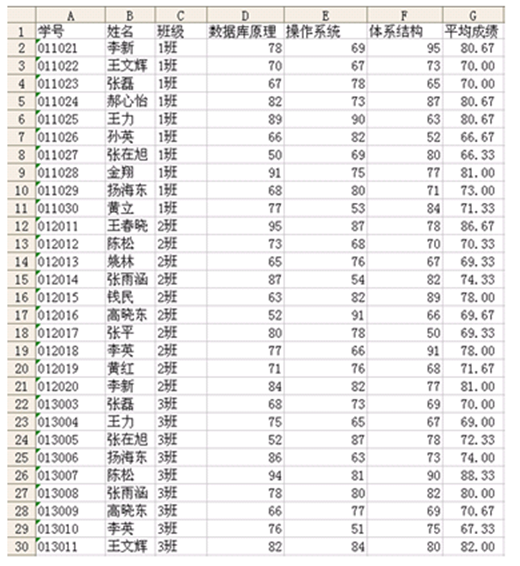 A B C D E F G
1 学号 姓名 班级 数据库原理 操作系统 体系结构 平均成绩
2 011021 李新 1班 78 69 95 80.67
3 011022 王文辉 1班 70 67 73 70.00
4 011023 张磊 1班 67 78 65 70.00
5 011024 郝心怡 1班 82 73 87 80.67
6 011025 王力 1班 89 90 63 80.67
7 011026 孙英 1班 66 82 52 66.67
8 011027 张在旭 1班 50 69 80 66.33
9 011028 金翔 1班 91 75 77 81.00
10 011029 扬海东 1班 68 80 71 73.00
11 011030 黄立 1班 77 53 84 71.33
12 012011 王春晓 2班 95 87 78 86.67
13 012012 陈松 2班 73 68 70 70.33
14 012013 姚林 2班 65 76 67 69.33
15 012014 张雨涵 2班 87 54 82 74.33
16 012015 钱民 2班 63 82 89 78.00
17 012016 高晓东 2班 52 91 66 69.67
18 012017 张平 2班 80 78 50 69.33
19 012018 李英 2班 77 66 91 78.00
20 012019 黄红 2班 71 76 68 71.67
21 012020 李新 2班 84 82 77 81.00
22 013003 张磊 3班 68 73 69 70.00
23 013004 王力 3班 75 65 67 69.00
24 013005 张在旭 3班 52 87 78 72.33
25 013006 扬海东 3班 86 63 73 74.00
26 013007 陈松 3班 94 81 90 88.33
27 013008 张雨涵 3班 78 80 82 80.00
28 013009 高晓东 3班 66 77 69 70.67
29 013010 李英 3班 76 51 75 67.33
30 013011 王文辉 3班 82 84 80 82.00